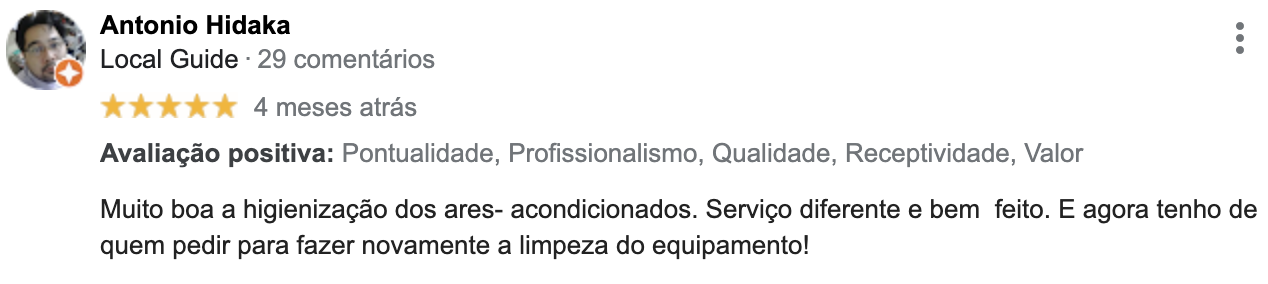 Antonio Hidaka
Local Guide · 29 comentários
4 meses atrás
Avaliação positiva: Pontualidade, Profissionalismo, Qualidade, Receptividade, Valor
Muito boa a higienização dos ares- acondicionados. Serviço diferente e bem  feito. E agora tenho de
quem pedir para fazer novamente a limpeza do equipamento!